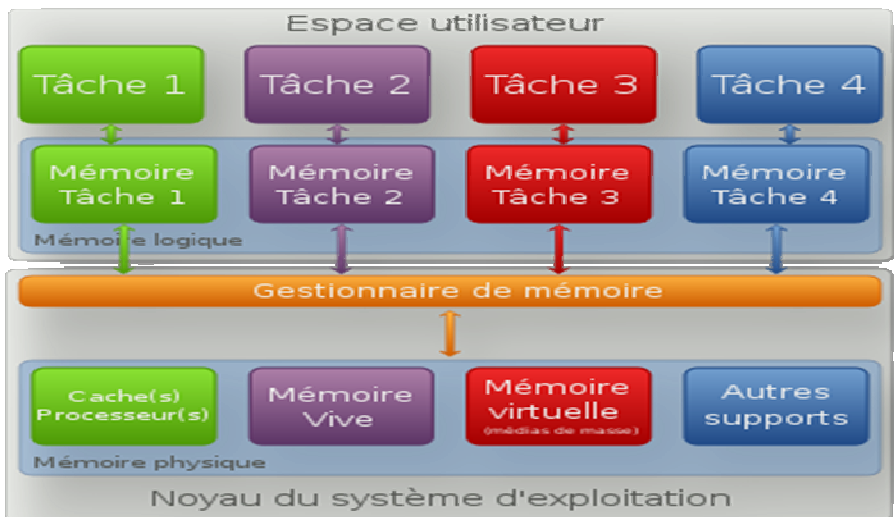 Espace utilisateur
Tâche 1
Tâche 2
Tâche 3
Tâche 4
Mémoire
Tâche 1
Mémoire
Tâche 2
Mémoire
Tâche 3
Mémoire
Tâche 4
Mémoire logique
Gestionnaire de mémoire
Cache(s)
Processeur(s)
Mémoire
Vive
Mémoire
virtuelle
(médias de masse)
Autres
supports
Mémoire physique
Noyau du système d'exploitation